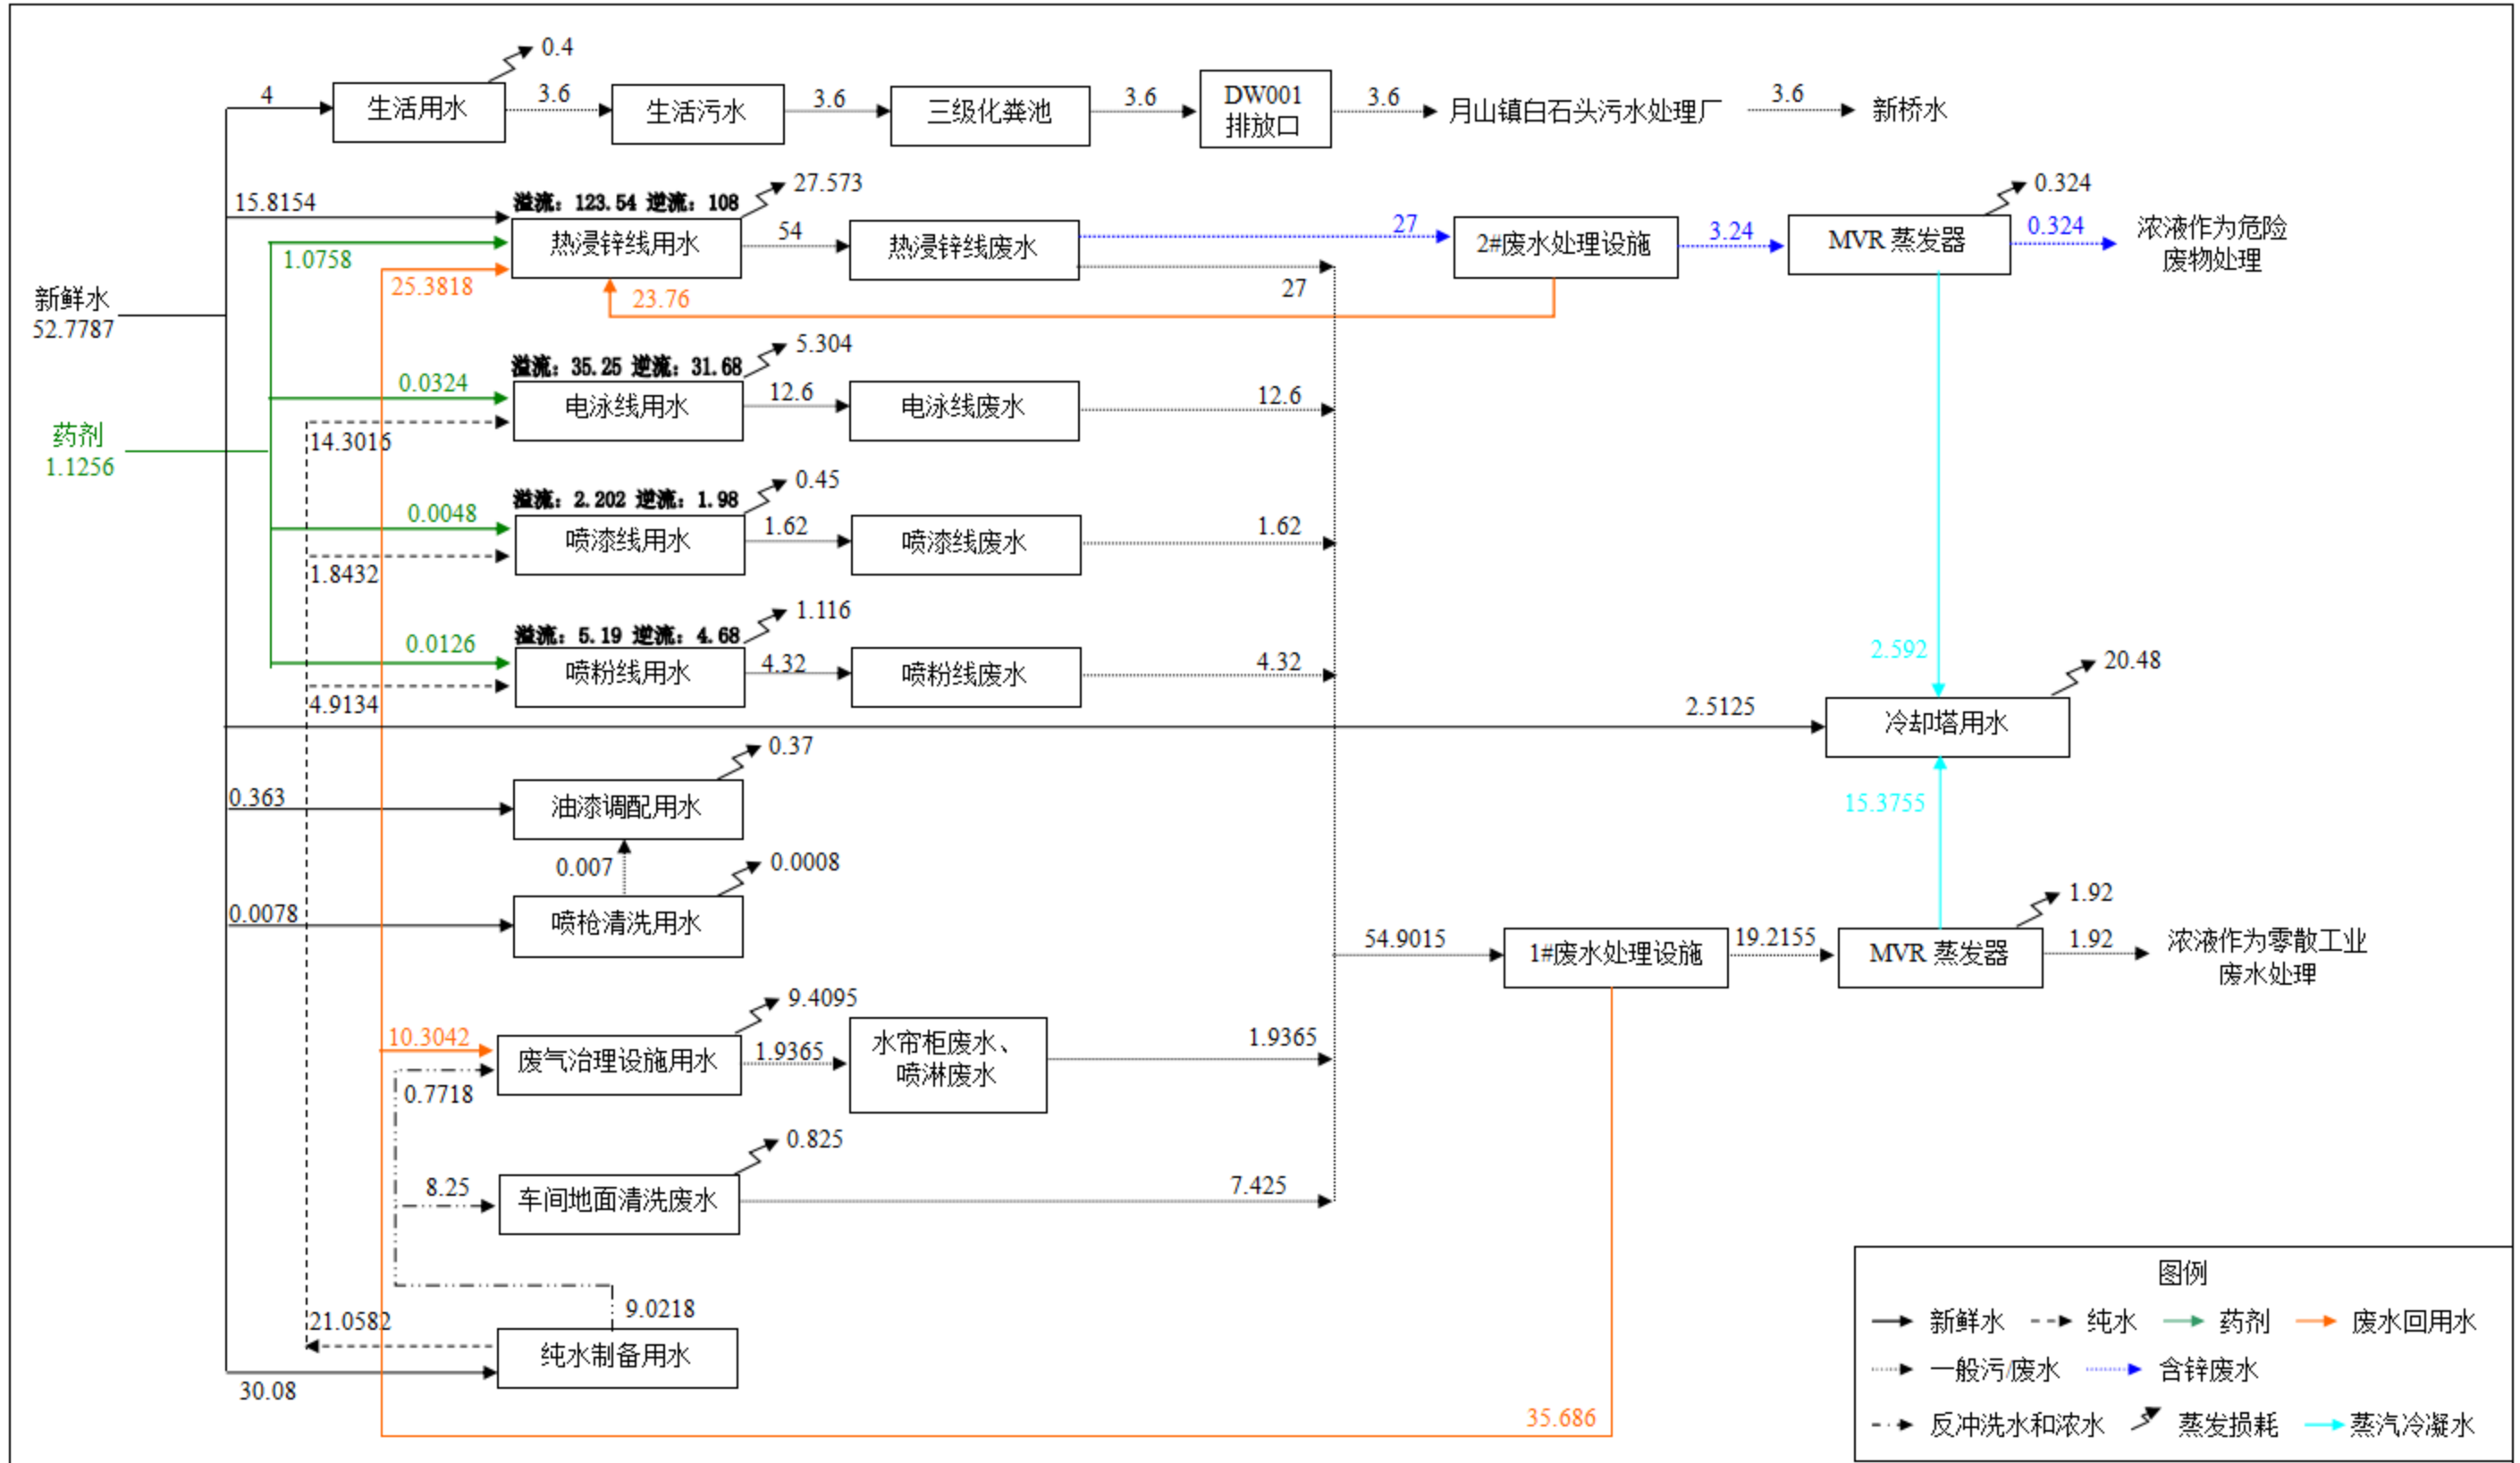 0.4
4
生活用水
3.6
生活污水
3.6
三级化粪池
3.6
DW001
排放口
3.6
月山镇白石头污水处理厂
3.6
新桥水
15.8154
溢流：123.54 逆流：108
27.573
1.0758
热浸锌线用水
54
热浸锌线废水
27
2#废水处理设施
3.24
MVR 蒸发器
0.324
0.324
浓液作为危险
废物处理
25.3818
23.76
27
新鲜水
52.7787
溢流：35.25 逆流：31.68
5.304
0.0324
电泳线用水
12.6
电泳线废水
12.6
14.3016
药剂
1.1256
溢流：2.202 逆流：1.98
0.45
0.0048
喷漆线用水
1.62
喷漆线废水
1.62
1.8432
溢流：5.19 逆流：4.68
1.116
0.0126
喷粉线用水
4.32
喷粉线废水
4.32
4.9134
2.592
20.48
2.5125
冷却塔用水
15.3755
0.363
油漆调配用水
0.37
0.007
0.0078
喷枪清洗用水
0.0008
54.9015
1#废水处理设施
19.2155
MVR 蒸发器
1.92
1.92
浓液作为零散工业
废水处理
10.3042
废气治理设施用水
9.4095
1.9365
水帘柜废水、
喷淋废水
1.9365
0.7718
8.25
车间地面清洗废水
0.825
7.425
9.0218
21.0582
纯水制备用水
30.08
35.686
图例
新鲜水
纯水
药剂
废水回用水
一般污/废水
含锌废水
反冲洗水和浓水
蒸发损耗
蒸汽冷凝水